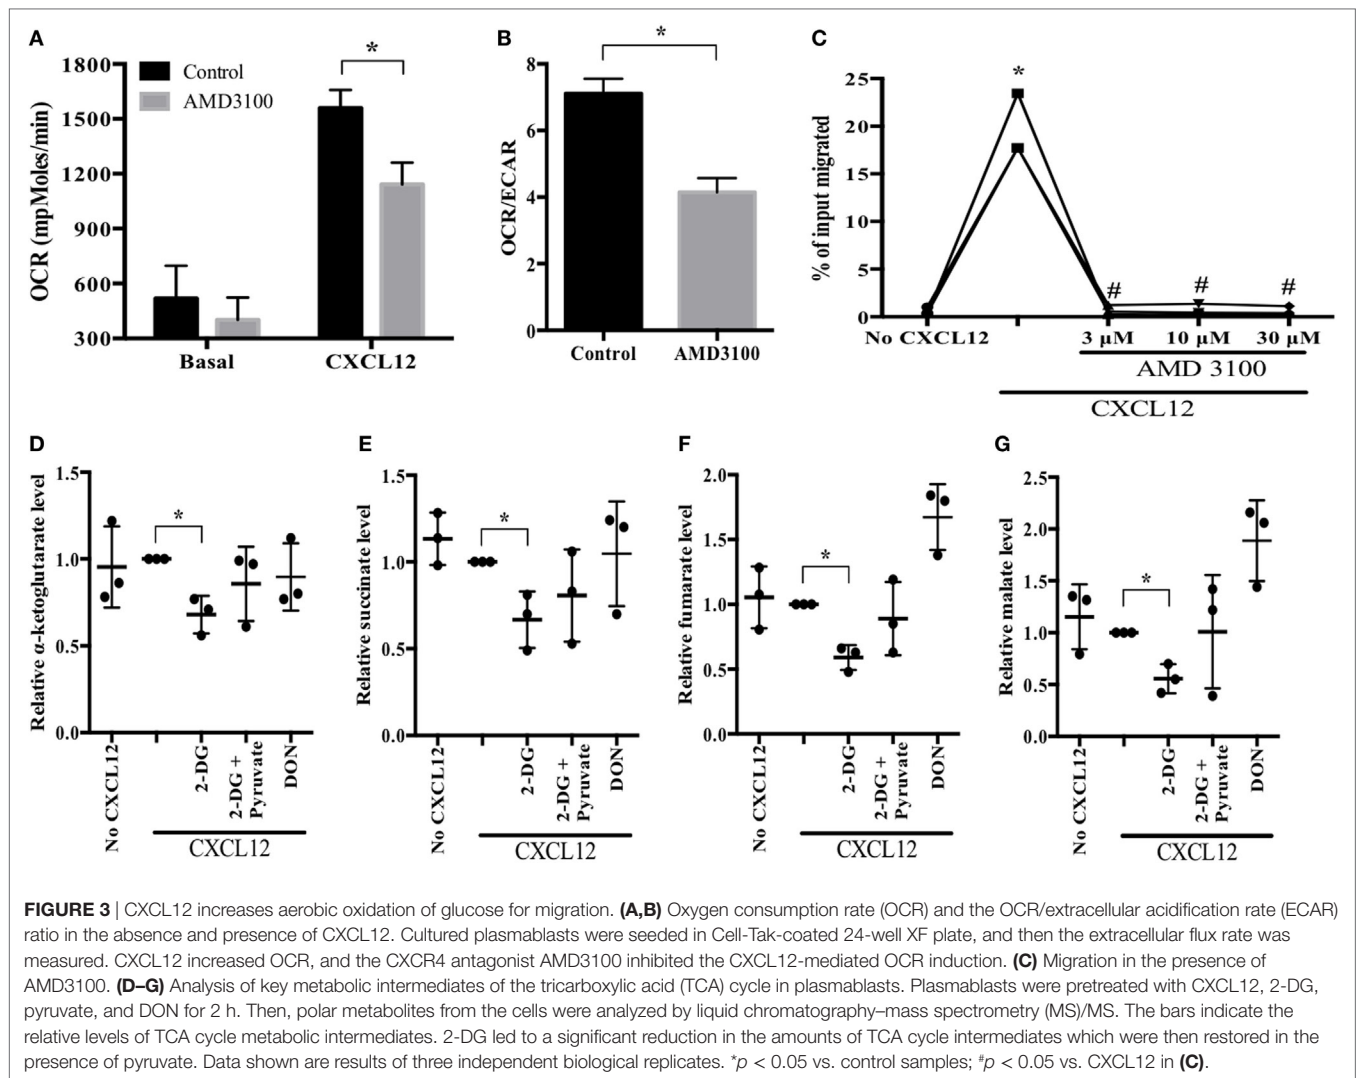 A
B
C
1800
1500
1200
900
600
300
OCR (mpMoles/min)
Control
AMD3100
*
Basal
CXCL12
8
6
4
2
0
OCR/ECAR
*
Control
AMD3100
25
20
15
10
5
0
% of input migrated
*
#
#
#
No CXCL12
3 µM
10 µM
30 µM
AMD 3100
CXCL12
D
E
F
G
1.5
1.0
0.5
0.0
Relative α-ketoglutarate level
*
No CXCL12
2-DG
2-DG +
Pyruvate
DON
CXCL12
1.5
1.0
0.5
0.0
Relative succinate level
*
No CXCL12
2-DG
2-DG +
Pyruvate
DON
CXCL12
2.0
1.5
1.0
0.5
0.0
Relative fumarate level
*
No CXCL12
2-DG
2-DG +
Pyruvate
DON
CXCL12
2.5
2.0
1.5
1.0
0.5
0.0
Relative malate level
*
No CXCL12
2-DG
2-DG +
Pyruvate
DON
CXCL12
FIGURE 3 | CXCL12 increases aerobic oxidation of glucose for migration. (A,B) Oxygen consumption rate (OCR) and the OCR/extracellular acidification rate (ECAR)
ratio in the absence and presence of CXCL12. Cultured plasmablasts were seeded in Cell-Tak-coated 24-well XF plate, and then the extracellular flux rate was
measured. CXCL12 increased OCR, and the CXCR4 antagonist AMD3100 inhibited the CXCL12-mediated OCR induction. (C) Migration in the presence of
AMD3100. (D–G) Analysis of key metabolic intermediates of the tricarboxylic acid (TCA) cycle in plasmablasts. Plasmablasts were pretreated with CXCL12, 2-DG,
pyruvate, and DON for 2 h. Then, polar metabolites from the cells were analyzed by liquid chromatography–mass spectrometry (MS)/MS. The bars indicate the
relative levels of TCA cycle metabolic intermediates. 2-DG led to a significant reduction in the amounts of TCA cycle intermediates which were then restored in the
presence of pyruvate. Data shown are results of three independent biological replicates. *p < 0.05 vs. control samples; #p < 0.05 vs. CXCL12 in (C).